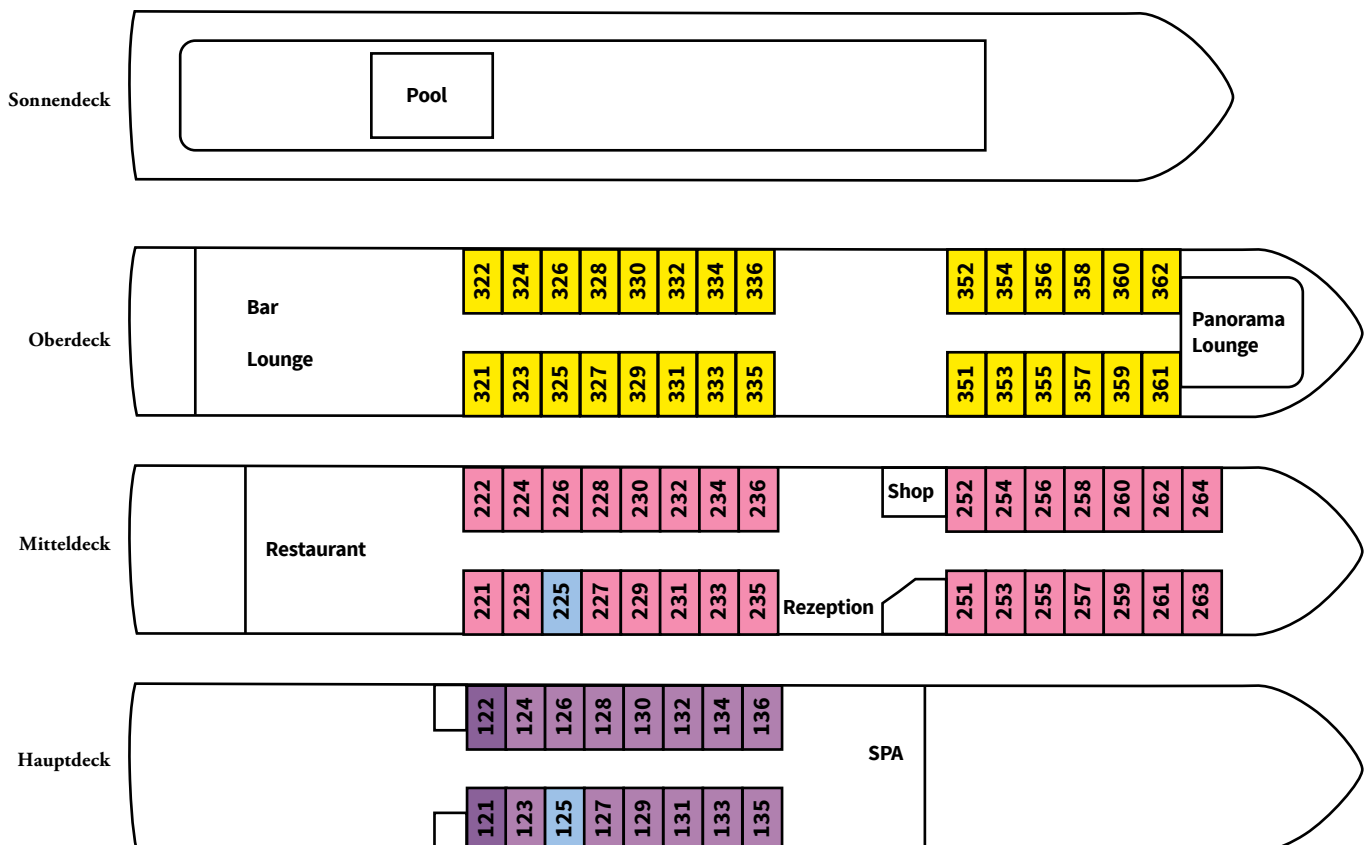 Sonnendeck
Pool
Oberdeck
Bar
Lounge
322 324 326 328 330 332 334 336
352 354 356 358 360 362
321 323 325 327 329 331 333 335
351 353 355 357 359 361
Panorama
Lounge
Mitteldeck
Restaurant
222 224 226 228 230 232 234 236
Shop
252 254 256 258 260 262 264
221 223 225 227 229 231 233 235
Rezeption
251 253 255 257 259 261 263
Hauptdeck
122 124 126 128 130 132 134 136
SPA
121 123 125 127 129 131 133 135